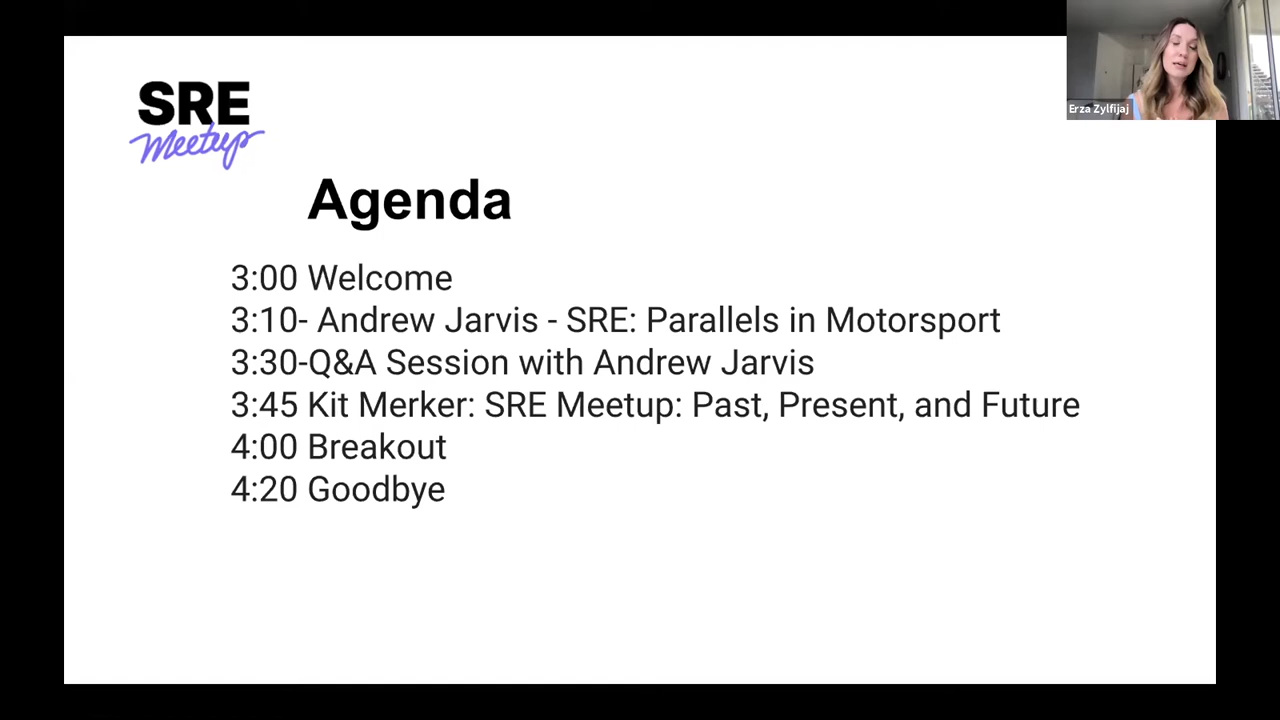 SRE
Meetup
Erza Zylfijaj
Agenda
3:00 Welcome
3:10- Andrew Jarvis - SRE: Parallels in Motorsport
3:30-Q&A Session with Andrew Jarvis
3:45 Kit Merker: SRE Meetup: Past, Present, and Future
4:00 Breakout
4:20 Goodbye